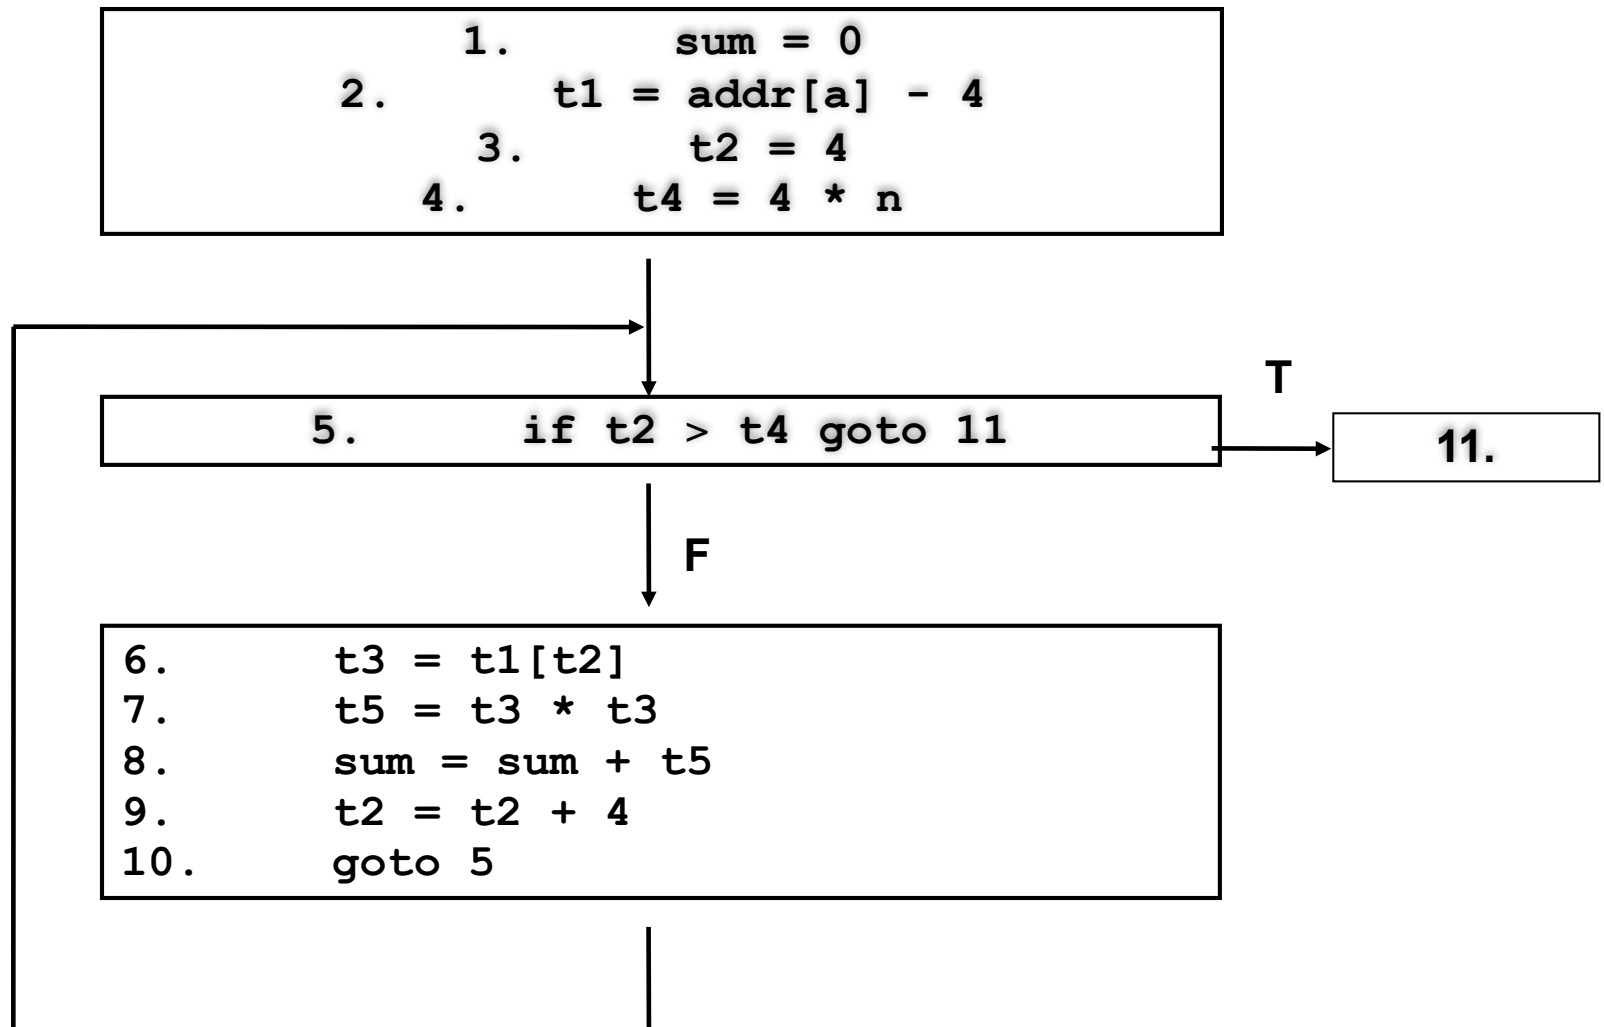 1. sum = 0
2. t1 = addr[a] - 4
3. t2 = 4
4. t4 = 4 * n
T
5. if t2 > t4 goto 11
11.
F
6. t3 = t1[t2]
7. t5 = t3 * t3
8. sum = sum + t5
9. t2 = t2 + 4
10. goto 5